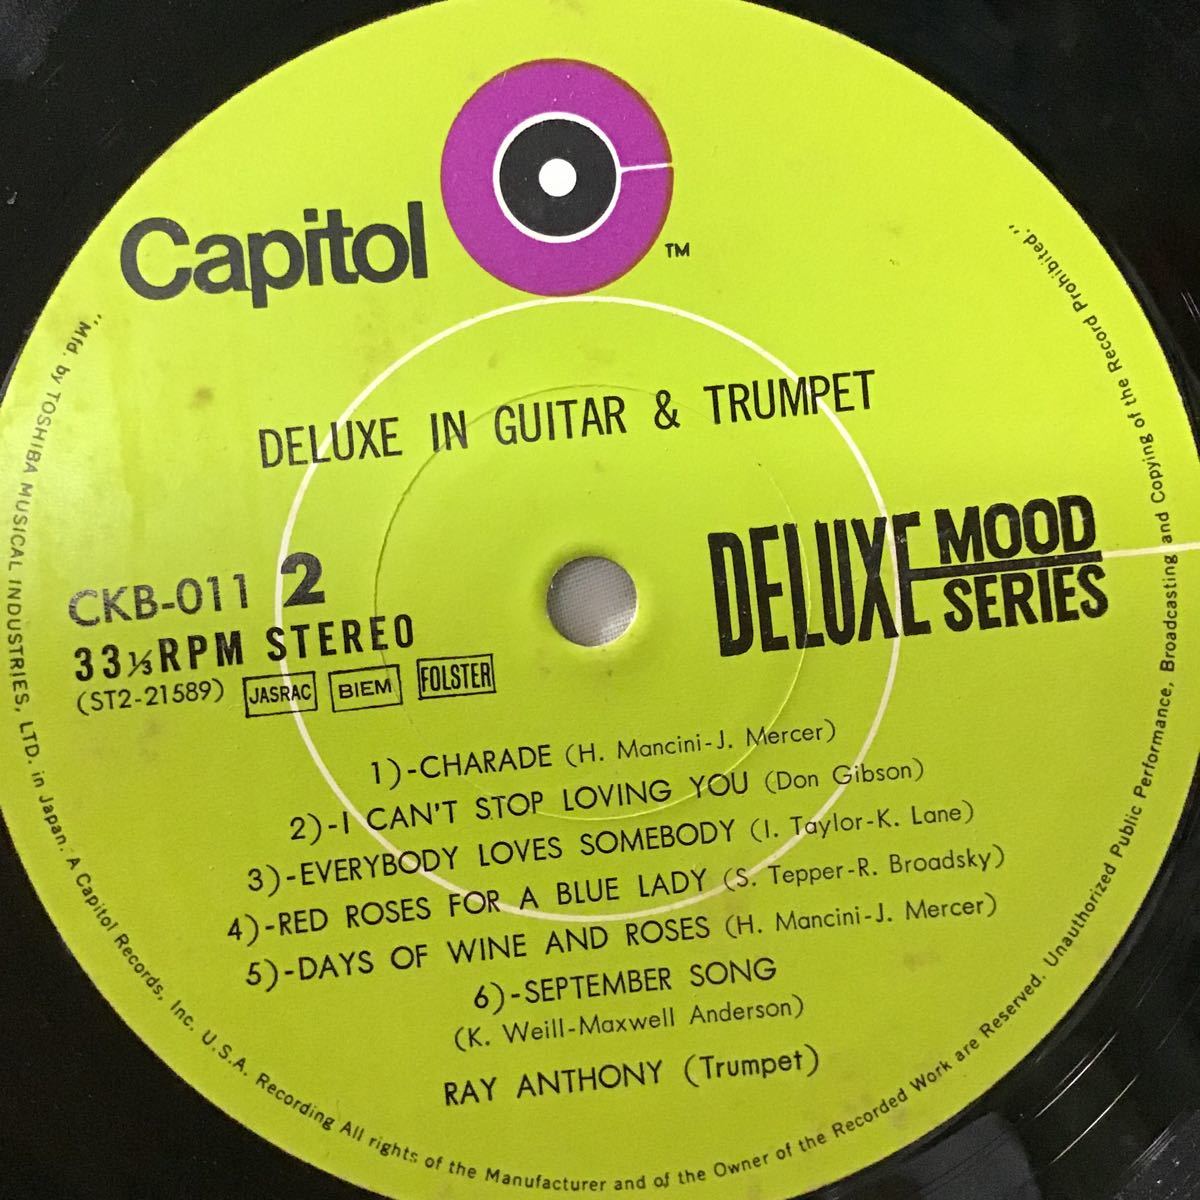 Capitol
TM
DELUXE IN GUITAR & TRUMPET
DELUXE MOOD SERIES
CKB-011 2
33⅓RPM STEREO
(ST2-21589) JASRAC BIEM FOLSTER
1)-CHARADE (H. Mancini-J. Mercer)
2)-I CAN'T STOP LOVING YOU (Don Gibson)
3)-EVERYBODY LOVES SOMEBODY (I. Taylor-K. Lane)
4)-RED ROSES FOR A BLUE LADY (S. Tepper-R. Broadsky)
5)-DAYS OF WINE AND ROSES (H. Mancini-J. Mercer)
6)-SEPTEMBER SONG
(K. Weill-Maxwell Anderson)
RAY ANTHONY (Trumpet)
"Mfd. by TOSHIBA MUSICAL INDUSTRIES, LTD. in Japan. A Capitol Records, Inc. U.S.A. Recording All rights of the Manufacturer and of the Owner of the Recorded Work are Reserved. Unauthorized Public Performance, Broadcasting and Copying of the Record Prohibited."